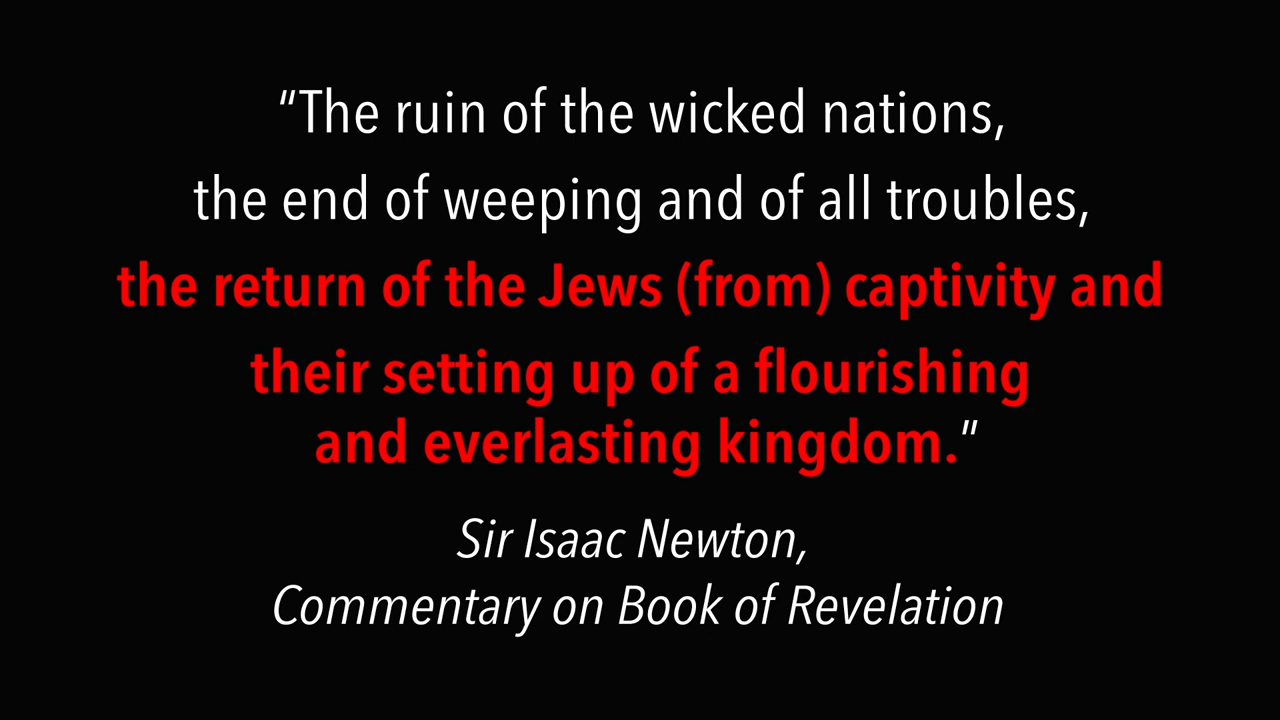 “The ruin of the wicked nations,
the end of weeping and of all troubles,
the return of the Jews (from) captivity and
their setting up of a flourishing
and everlasting kingdom.”
Sir Isaac Newton,
Commentary on Book of Revelation